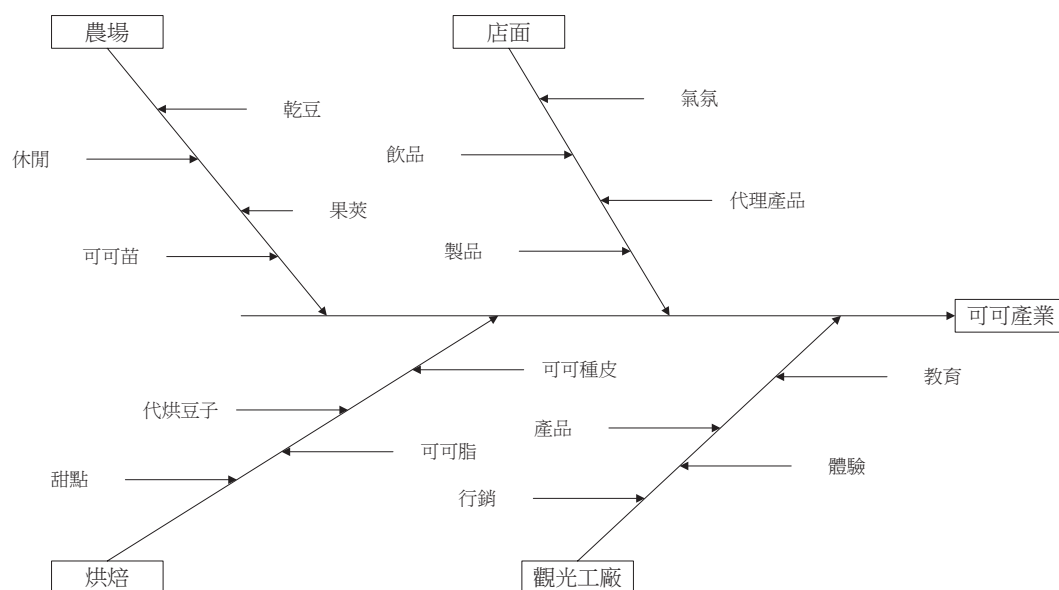 農場
店面
乾豆
氣氛
休閒
飲品
果莢
代理產品
可可苗
製品
可可產業
可可種皮
教育
代烘豆子
產品
可可脂
體驗
甜點
行銷
烘焙
觀光工廠